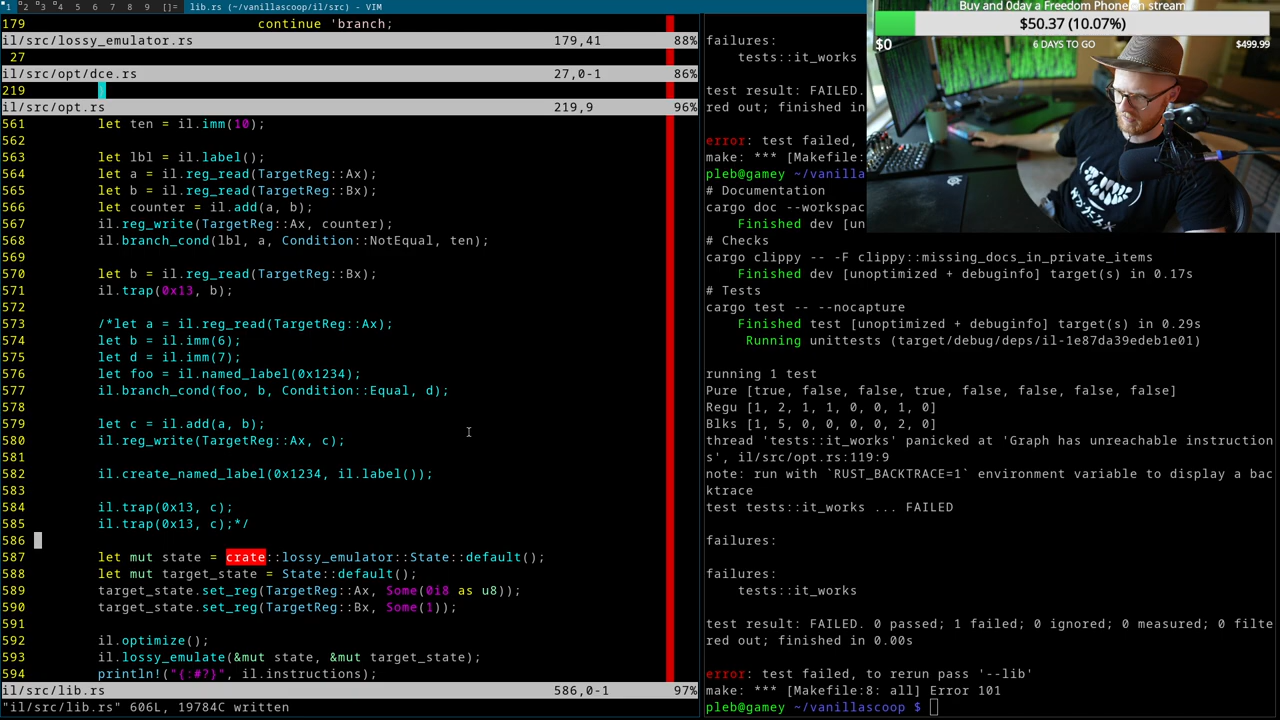 1 2 3 4 5 6 7 8 9 []= lib.rs (~/vanillascoop/il/src) - VIM
179 continue 'branch;
il/src/lossy_emulator.rs 179,41 88%
27
il/src/opt/dce.rs 27,0-1 86%
219 }
il/src/opt.rs 219,9 96%
561 let ten = il.imm(10);
562
563 let lbl = il.label();
564 let a = il.reg_read(TargetReg::Ax);
565 let b = il.reg_read(TargetReg::Bx);
566 let counter = il.add(a, b);
567 il.reg_write(TargetReg::Ax, counter);
568 il.branch_cond(lbl, a, Condition::NotEqual, ten);
569
570 let b = il.reg_read(TargetReg::Bx);
571 il.trap(0x13, b);
572
573 /*let a = il.reg_read(TargetReg::Ax);
574 let b = il.imm(6);
575 let d = il.imm(7);
576 let foo = il.named_label(0x1234);
577 il.branch_cond(foo, b, Condition::Equal, d);
578
579 let c = il.add(a, b);
580 il.reg_write(TargetReg::Ax, c);
581
582 il.create_named_label(0x1234, il.label());
583
584 il.trap(0x13, c);
585 il.trap(0x13, c);*/
586
587 let mut state = crate::lossy_emulator::State::default();
588 let mut target_state = State::default();
589 target_state.set_reg(TargetReg::Ax, Some(0i8 as u8));
590 target_state.set_reg(TargetReg::Bx, Some(1));
591
592 il.optimize();
593 il.lossy_emulate(&mut state, &mut target_state);
594 println!("{:#?}", il.instructions);
il/src/lib.rs 586,0-1 97%
"il/src/lib.rs" 606L, 19784C written
failures:
tests::it_works
test result: FAILED.
red out; finished in
error: test failed,
make: *** [Makefile:
pleb@gamey ~/vanilla
# Documentation
cargo doc --workspac
Finished dev [un
# Checks
cargo clippy -- -F clippy::missing_docs_in_private_items
Finished dev [unoptimized + debuginfo] target(s) in 0.17s
# Tests
cargo test -- --nocapture
Finished test [unoptimized + debuginfo] target(s) in 0.29s
Running unittests (target/debug/deps/il-1e87da39edeb1e01)
running 1 test
Pure [true, false, false, true, false, false, false, false]
Regu [1, 2, 1, 1, 0, 0, 1, 0]
Blks [1, 5, 0, 0, 0, 0, 2, 0]
thread 'tests::it_works' panicked at 'Graph has unreachable instruction
s', il/src/opt.rs:119:9
note: run with `RUST_BACKTRACE=1` environment variable to display a bac
ktrace
test tests::it_works ... FAILED
failures:
failures:
tests::it_works
test result: FAILED. 0 passed; 1 failed; 0 ignored; 0 measured; 0 filte
red out; finished in 0.00s
error: test failed, to rerun pass '--lib'
make: *** [Makefile:8: all] Error 101
pleb@gamey ~/vanillascoop $
Buy and 0day a Freedom Phone on stream
$50.37 (10.07%)
$0 6 DAYS TO GO $499.99